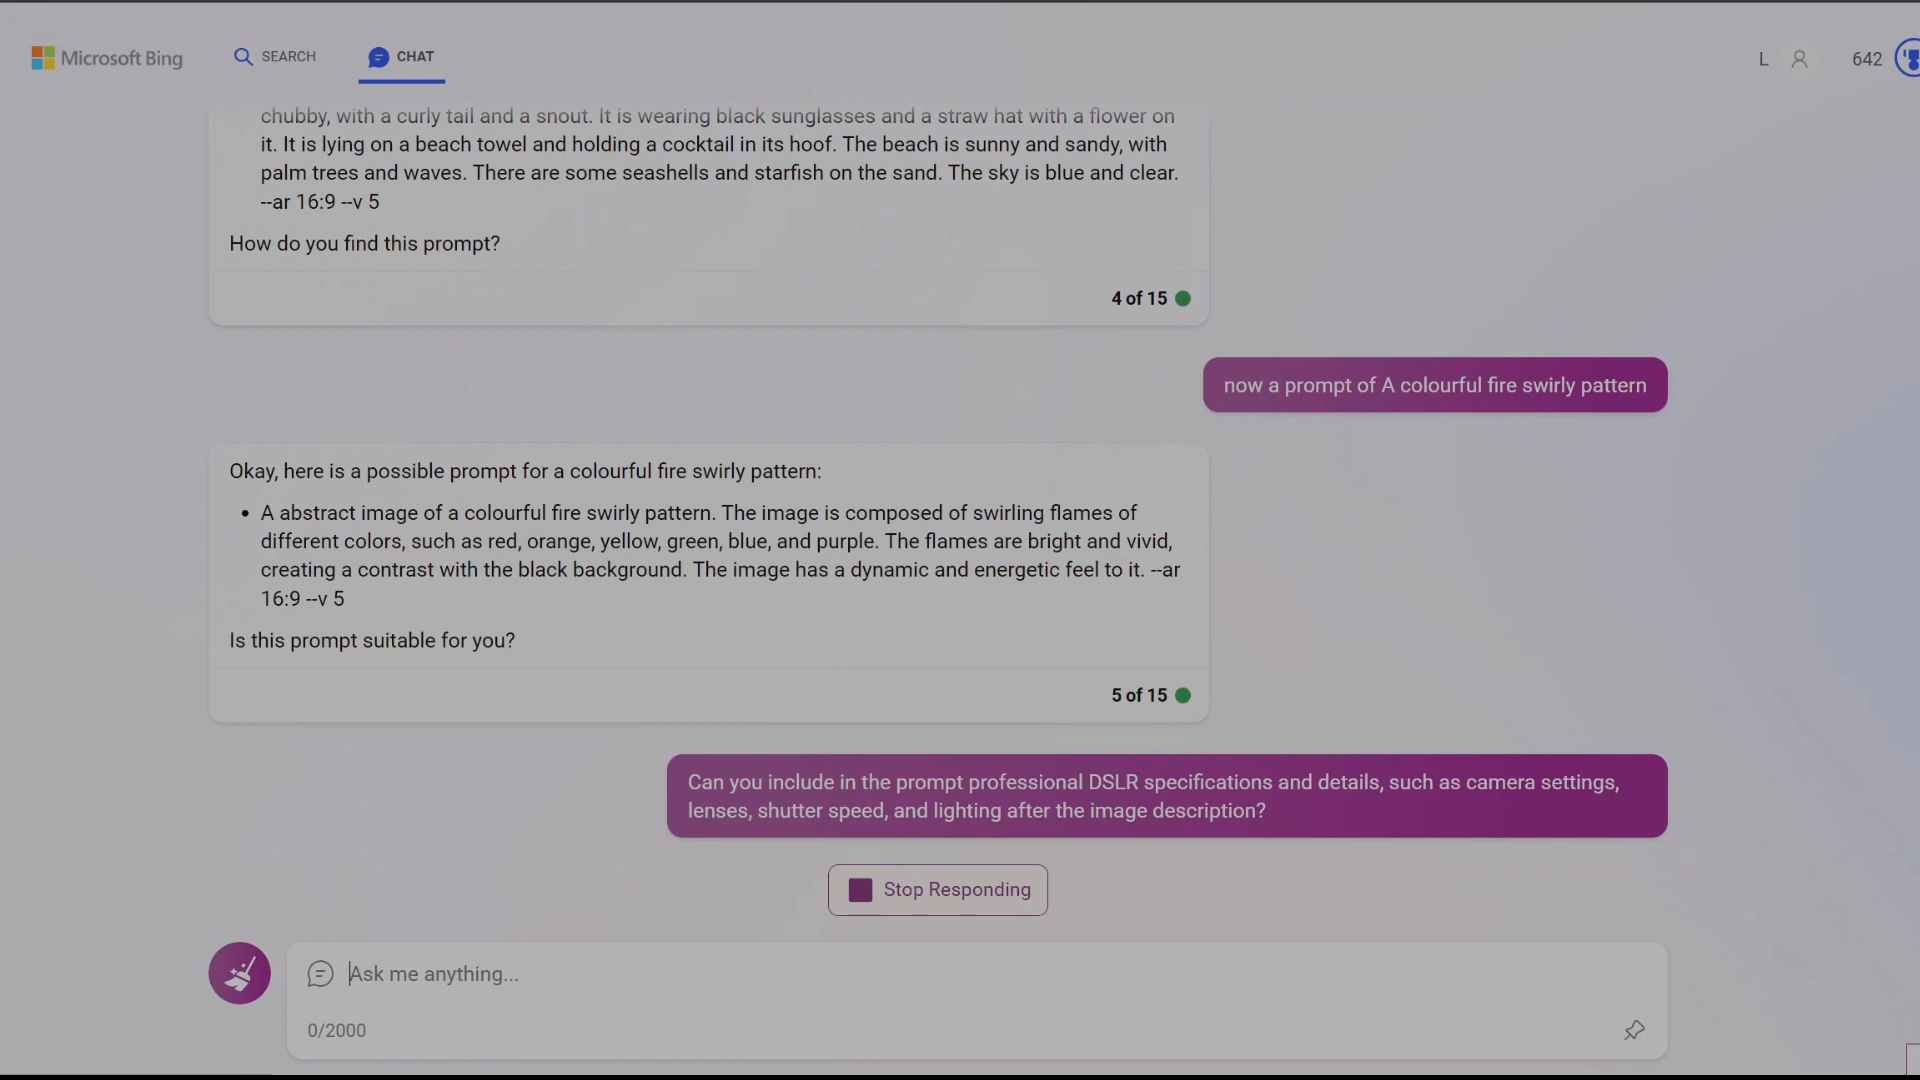 Microsoft Bing
SEARCH
CHAT
L
642
chubby, with a curly tail and a snout. It is wearing black sunglasses and a straw hat with a flower on
it. It is lying on a beach towel and holding a cocktail in its hoof. The beach is sunny and sandy, with
palm trees and waves. There are some seashells and starfish on the sand. The sky is blue and clear.
--ar 16:9 --v 5
How do you find this prompt?
4 of 15
now a prompt of A colourful fire swirly pattern
Okay, here is a possible prompt for a colourful fire swirly pattern:
• A abstract image of a colourful fire swirly pattern. The image is composed of swirling flames of
different colors, such as red, orange, yellow, green, blue, and purple. The flames are bright and vivid,
creating a contrast with the black background. The image has a dynamic and energetic feel to it. --ar
16:9 --v 5
Is this prompt suitable for you?
5 of 15
Can you include in the prompt professional DSLR specifications and details, such as camera settings,
lenses, shutter speed, and lighting after the image description?
Stop Responding
Ask me anything...
0/2000